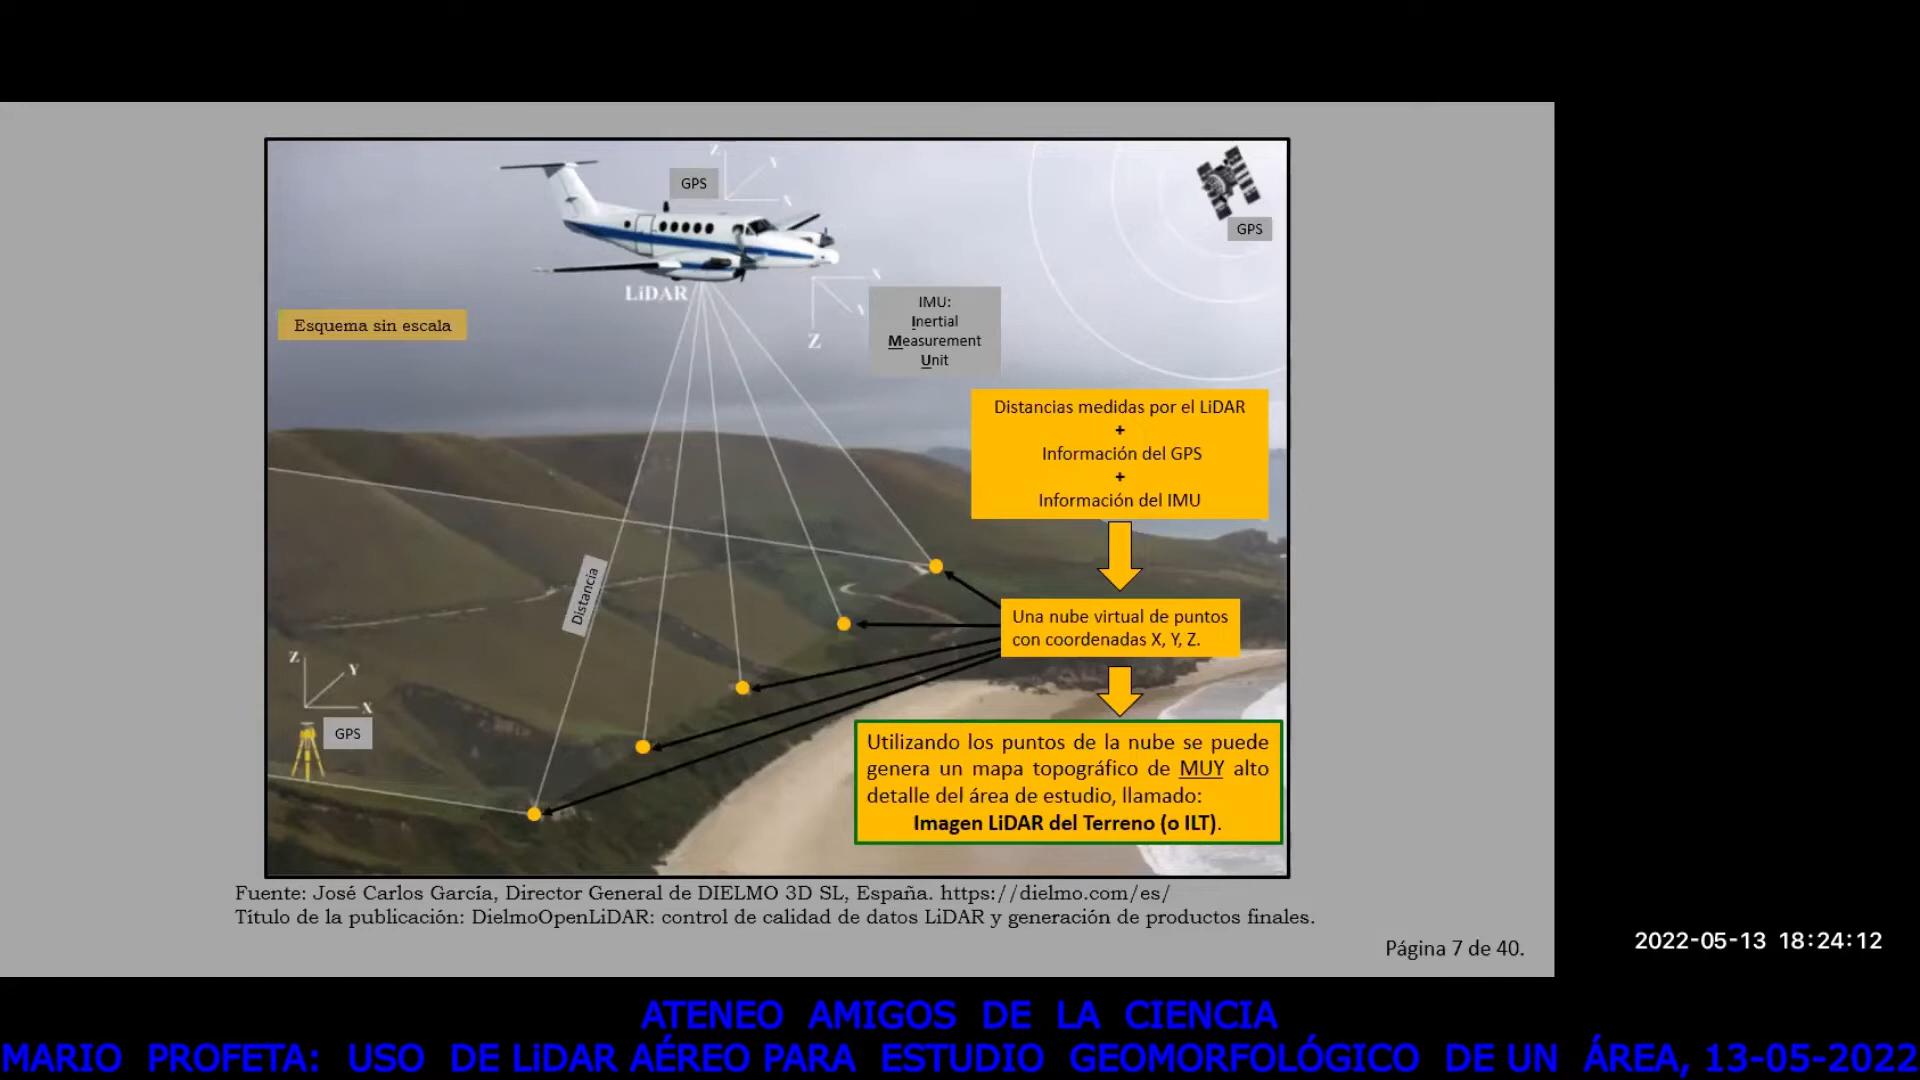 Z
Y
X
GPS
GPS
LiDAR
X
Y
Z
IMU:
Inertial
Measurement
Unit
Esquema sin escala
Distancias medidas por el LiDAR
+
Información del GPS
+
Información del IMU
Distancia
Una nube virtual de puntos
con coordenadas X, Y, Z.
Z
Y
X
GPS
Utilizando los puntos de la nube se puede
genera un mapa topográfico de MUY alto
detalle del área de estudio, llamado:
Imagen LiDAR del Terreno (o ILT).
Fuente: José Carlos García, Director General de DIELMO 3D SL, España. https://dielmo.com/es/
Título de la publicación: DielmoOpenLiDAR: control de calidad de datos LiDAR y generación de productos finales.
Página 7 de 40.
2022-05-13 18:24:12
ATENEO AMIGOS DE LA CIENCIA
MARIO PROFETA: USO DE LiDAR AÉREO PARA ESTUDIO GEOMORFOLÓGICO DE UN ÁREA, 13-05-2022